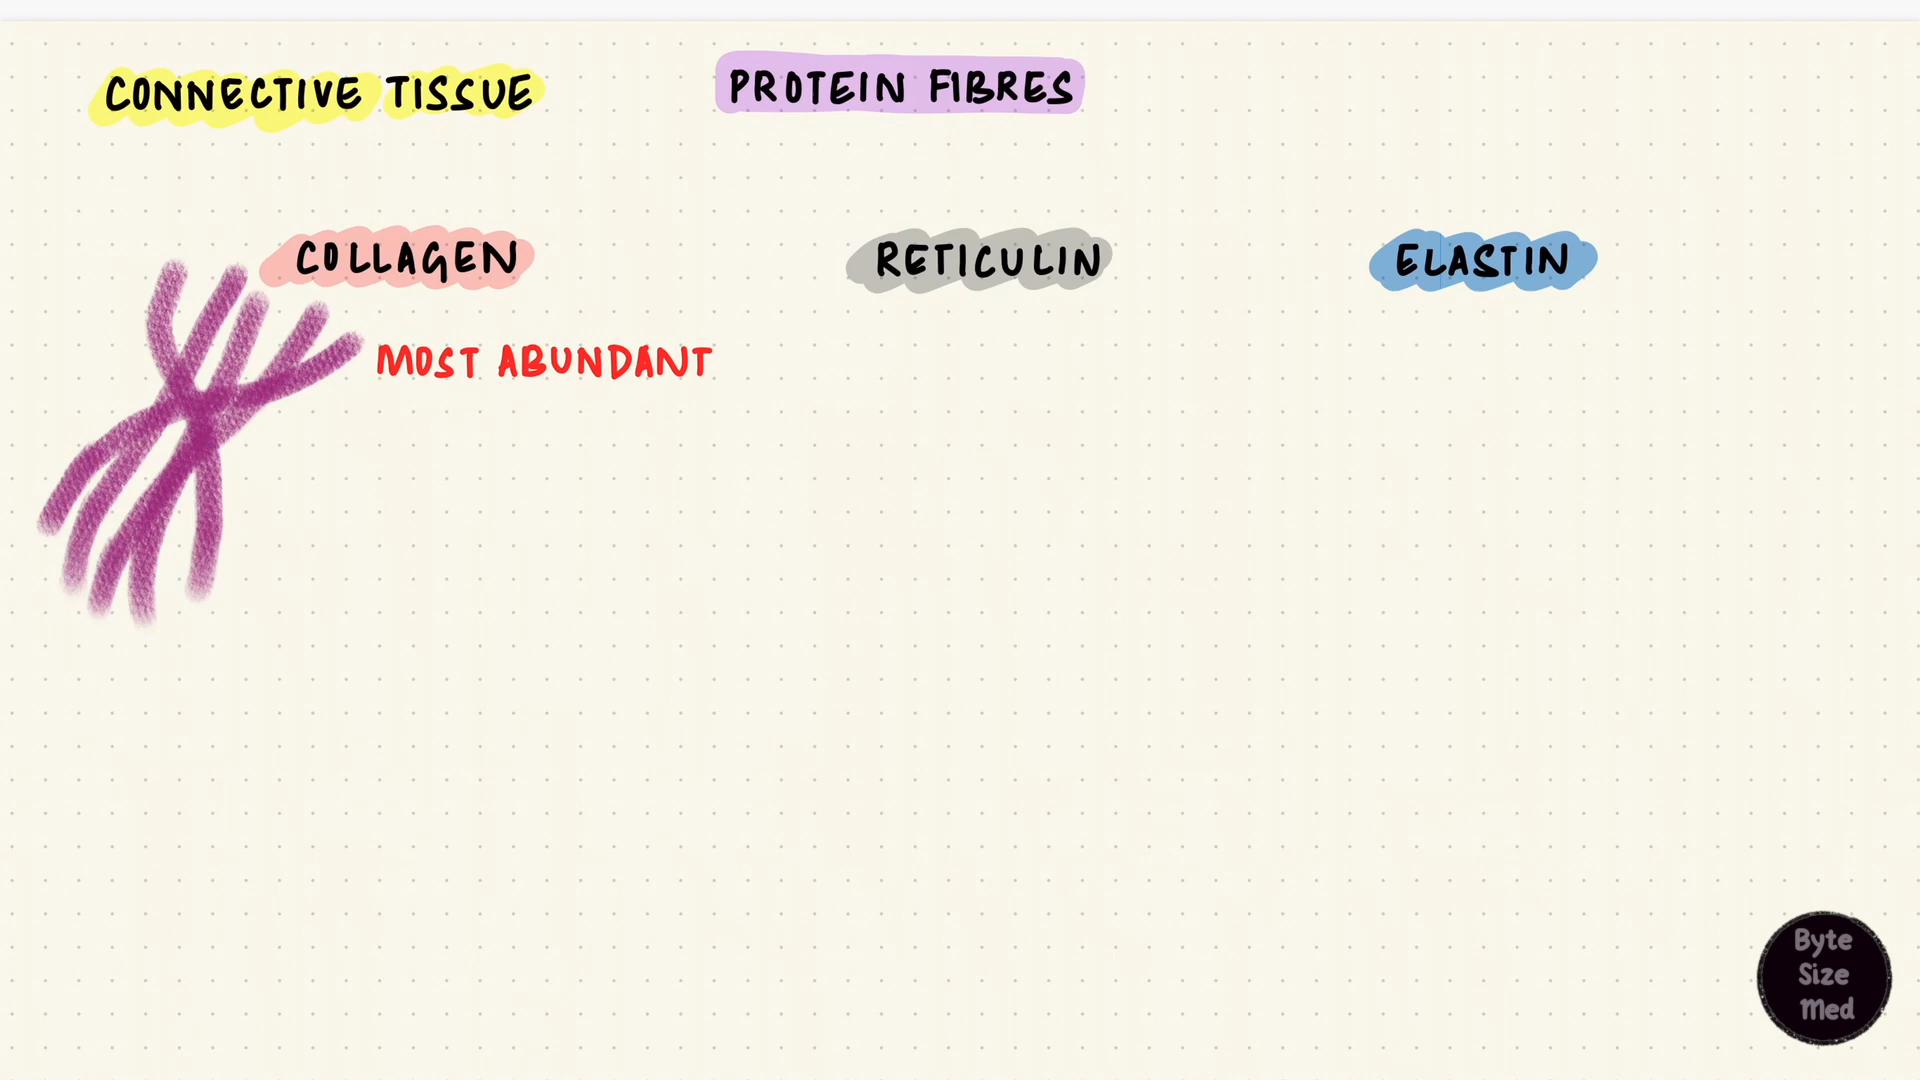 CONNECTIVE TISSUE
PROTEIN FIBRES
COLLAGEN
RETICULIN
ELASTIN
MOST ABUNDANT
Byte
Size
Med